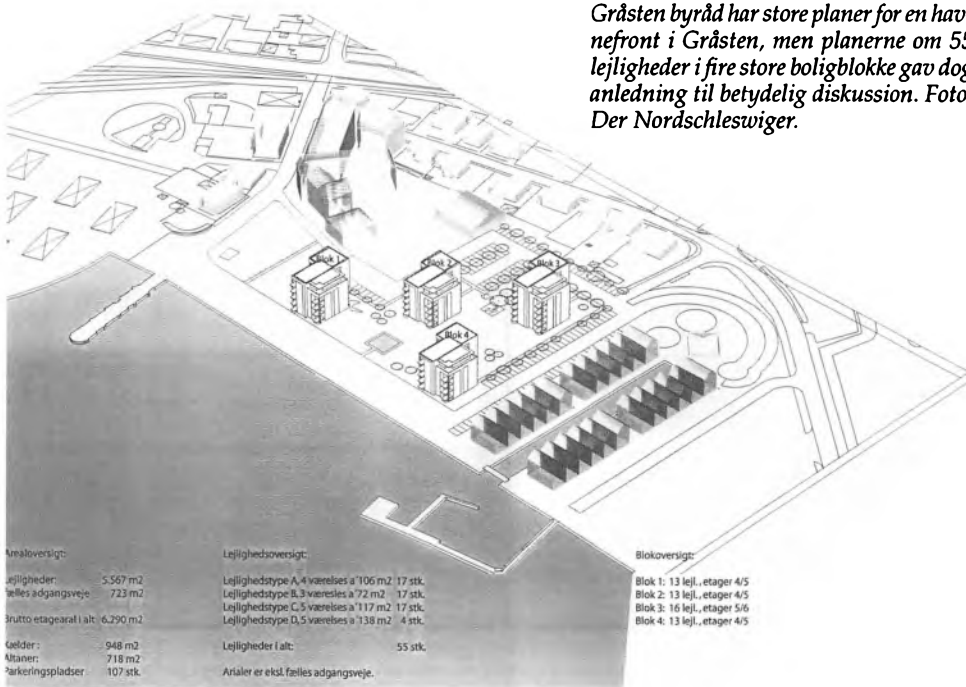 Gråsten byråd har store planer for en hav
nefront i Gråsten, men planerne om 55
lejligheder i fire store boligblokke gav dog
anledning til betydelig diskussion. Foto
Der Nordschleswiger.
Blok 1
Blok 2
Blok 3
Blok 4
Arealoversigt:
Lejligheder: 5.567 m2
Fælles adgangsveje 723 m2
Brutto etagearal i alt 6.290 m2
Kælder: 948 m2
Altaner: 718 m2
Parkeringspladser 107 stk.
Lejlighedsoversigt:
Lejlighedstype A, 4 værelses a´106 m2 17 stk.
Lejlighedstype B, 3 værelses a´72 m2 17 stk.
Lejlighedstype C, 5 værelses a´117 m2 17 stk.
Lejlighedstype D, 5 værelses a´138 m2 4 stk.
Lejligheder i alt: 55 stk.
Arialer er eksl. fælles adgangsveje.
Blokoversigt:
Blok 1: 13 lejl., etager 4/5
Blok 2: 13 lejl., etager 4/5
Blok 3: 16 lejl., etager 5/6
Blok 4: 13 lejl., etager 4/5